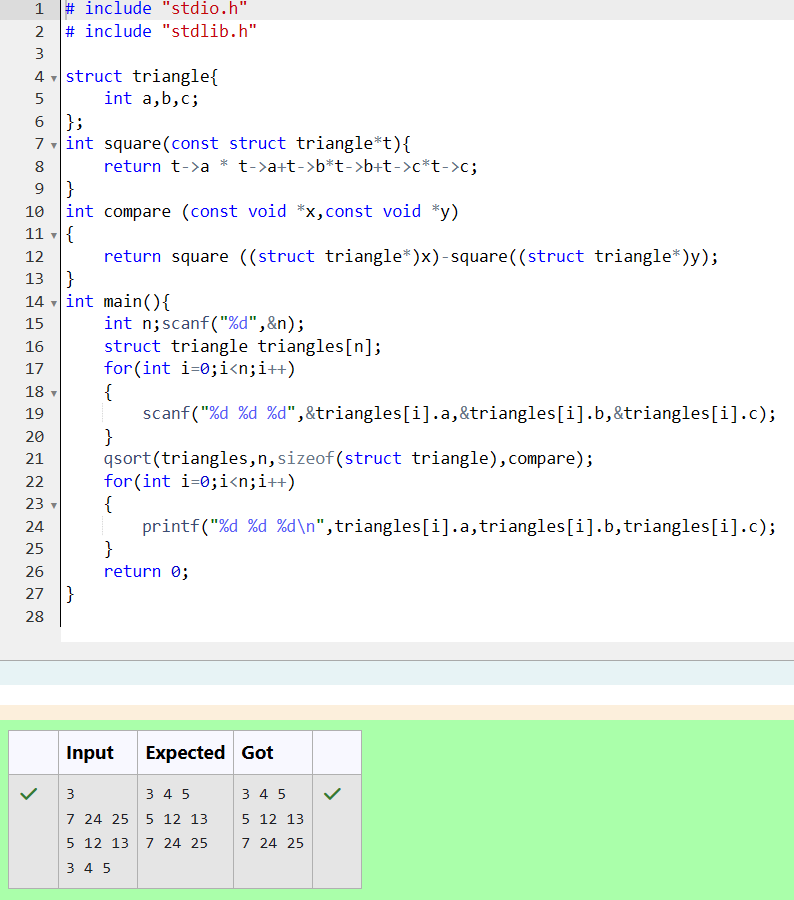 1 # include "stdio.h"
2 # include "stdlib.h"
3
4 struct triangle{
5     int a,b,c;
6 };
7 int square(const struct triangle*t){
8     return t->a * t->a+t->b*t->b+t->c*t->c;
9 }
10 int compare (const void *x,const void *y)
11 {
12     return square ((struct triangle*)x)-square((struct triangle*)y);
13 }
14 int main(){
15     int n;scanf("%d",&n);
16     struct triangle triangles[n];
17     for(int i=0;i<n;i++)
18     {
19         scanf("%d %d %d",&triangles[i].a,&triangles[i].b,&triangles[i].c);
20     }
21     qsort(triangles,n,sizeof(struct triangle),compare);
22     for(int i=0;i<n;i++)
23     {
24         printf("%d %d %d\n",triangles[i].a,triangles[i].b,triangles[i].c);
25     }
26     return 0;
27 }
28
Input Expected Got
3 3 4 5 3 4 5
7 24 25 5 12 13 5 12 13
5 12 13 7 24 25 7 24 25
3 4 5